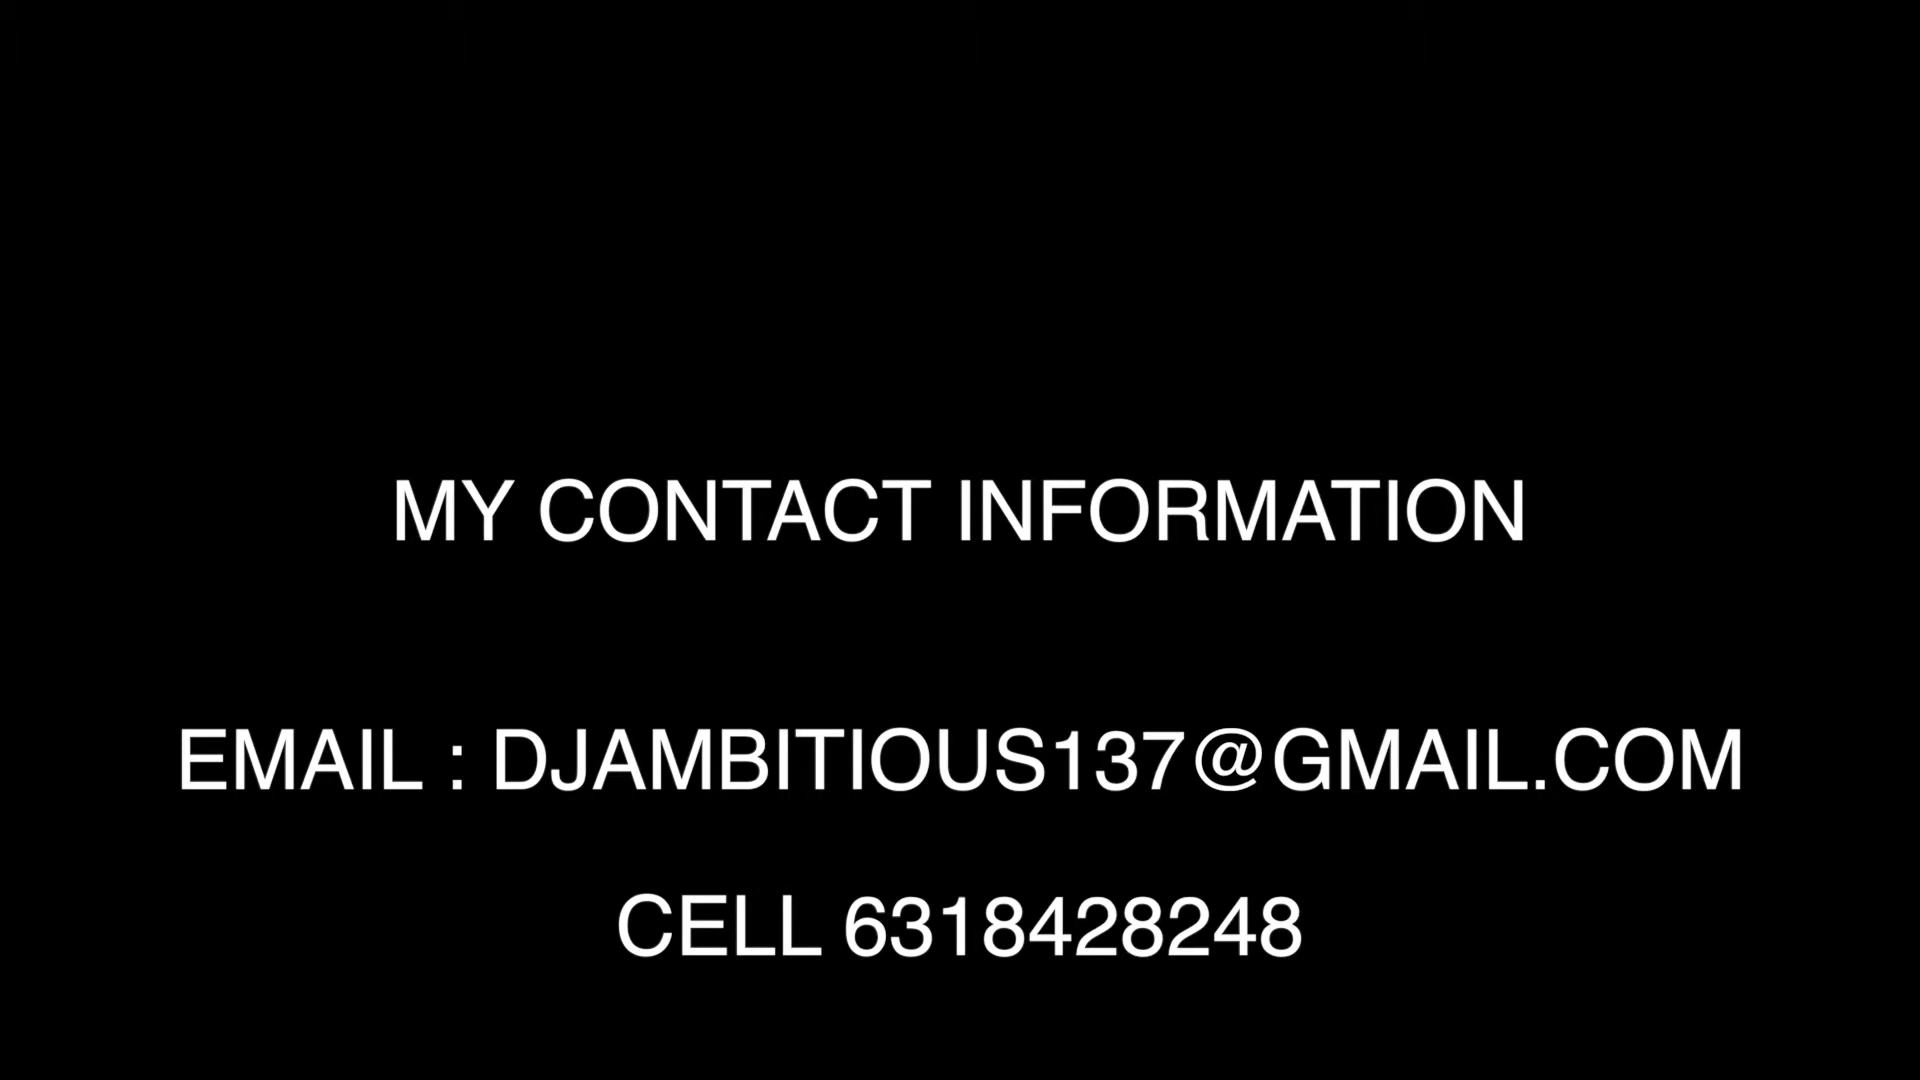 MY CONTACT INFORMATION
EMAIL : DJAMBITIOUS137@GMAIL.COM
CELL 6318428248